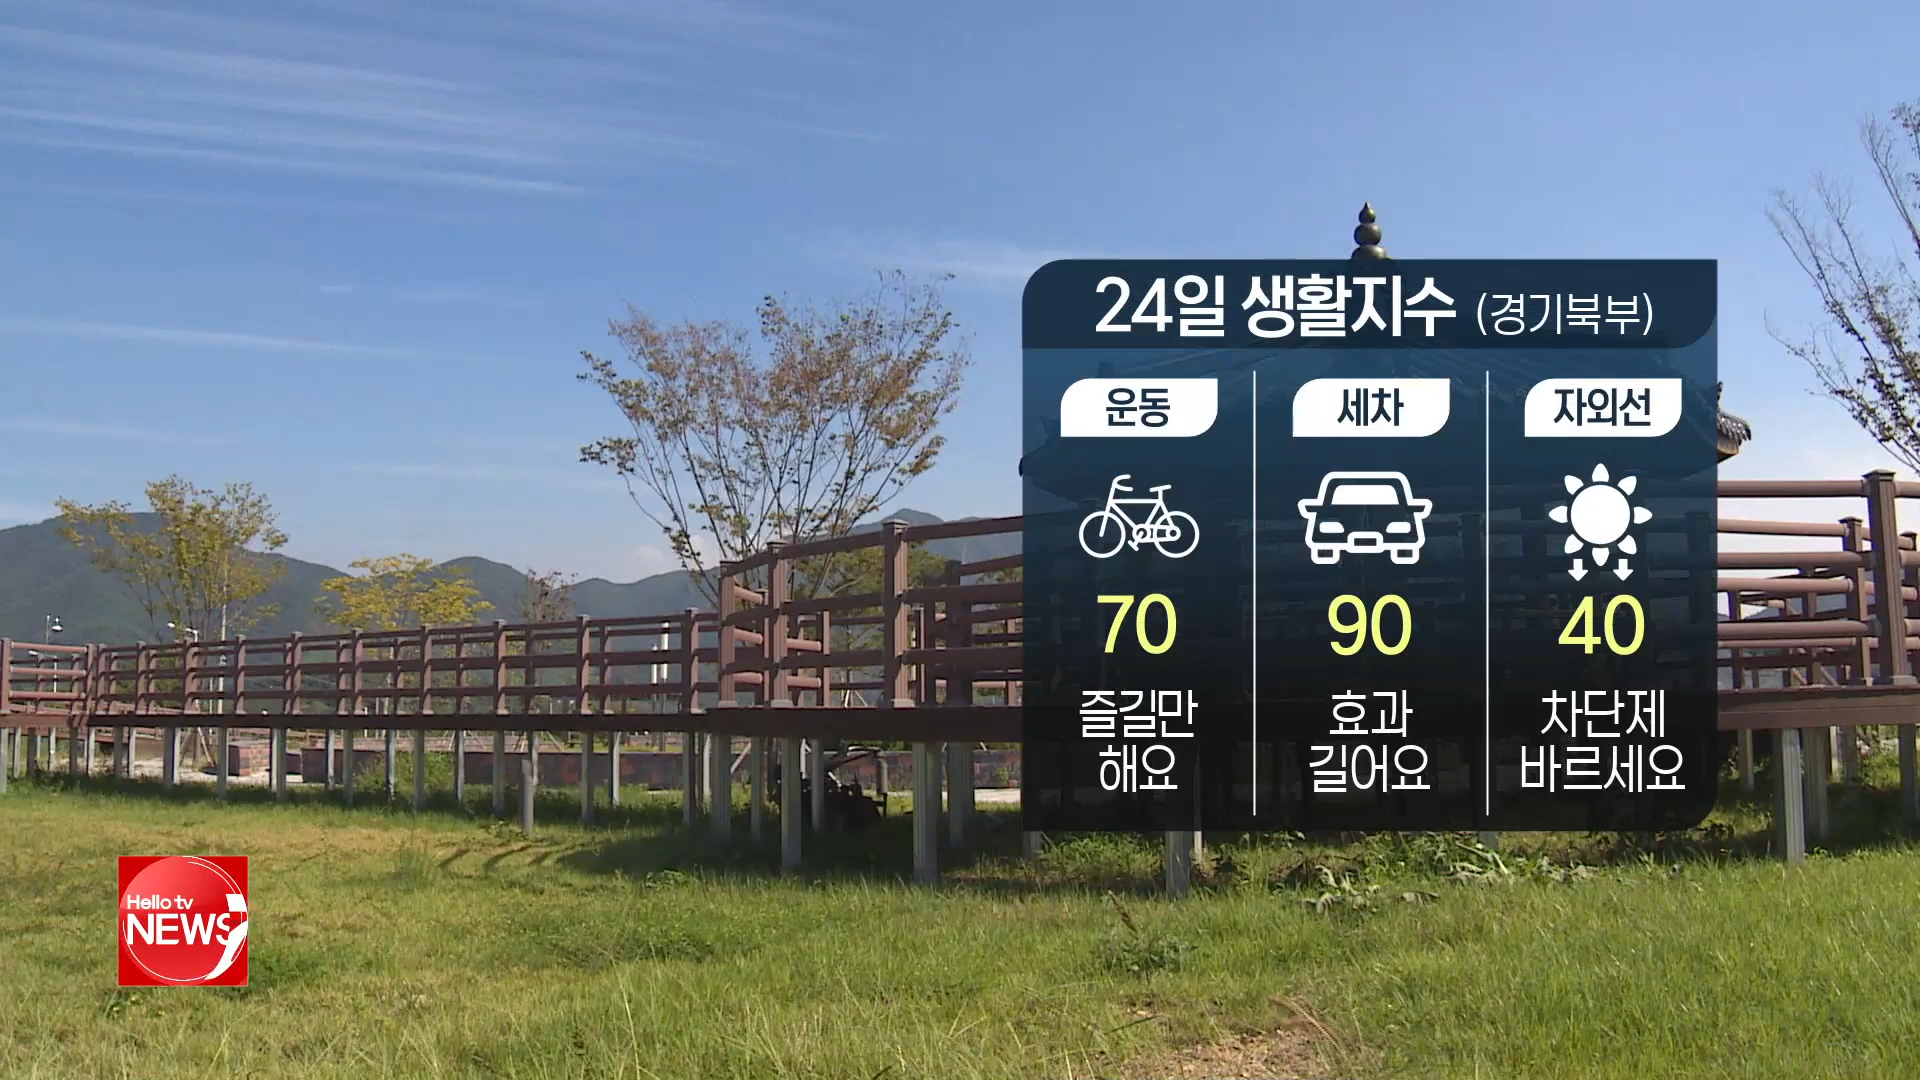 24일 생활지수 (경기북부)
운동
세차
자외선
70
90
40
즐길만
해요
효과
길어요
차단제
바르세요
Hello tv
NEWS